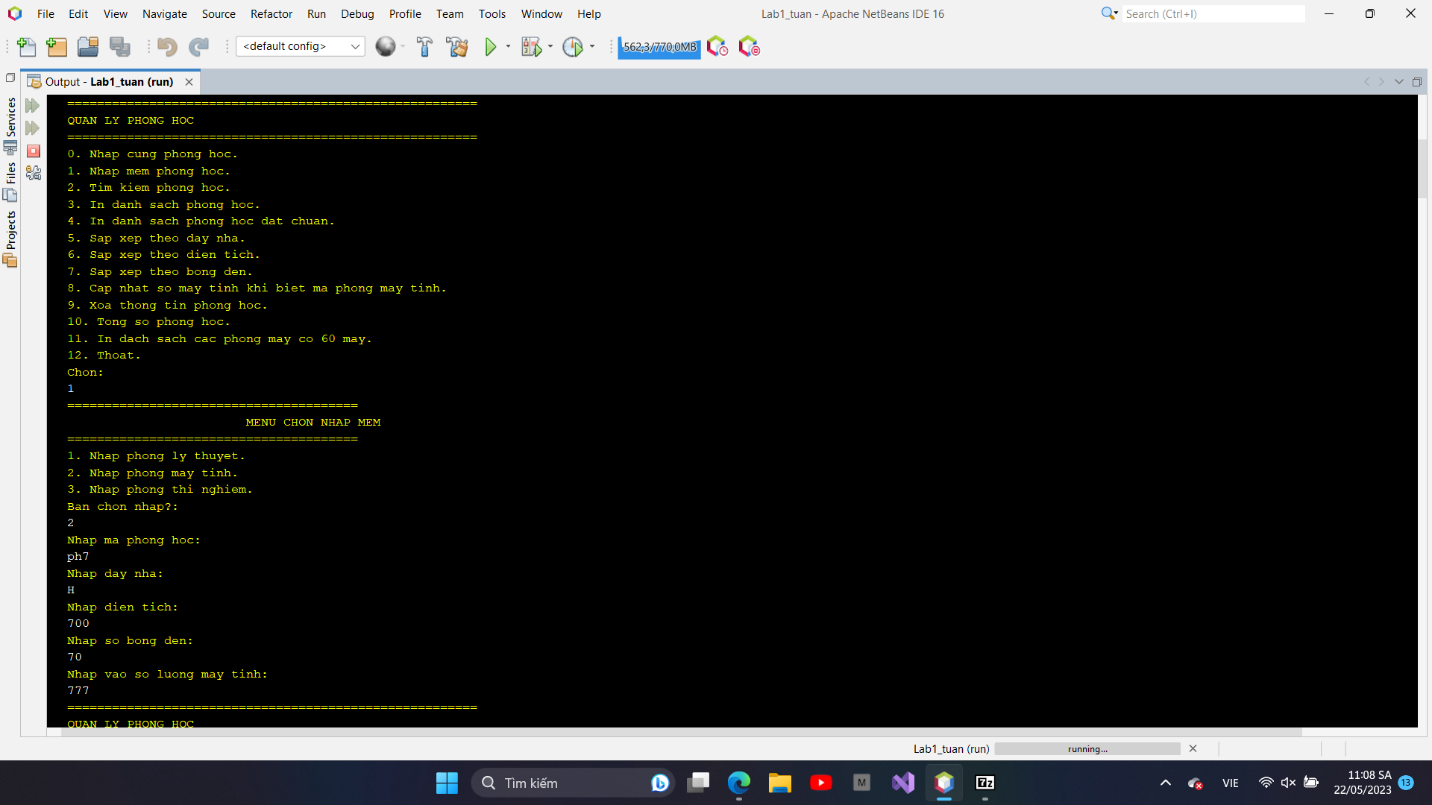 File Edit View Navigate Source Refactor Run Debug Profile Team Tools Window Help
Lab1_tuan - Apache NetBeans IDE 16
Search (Ctrl+I)
<default config>
562,3/770,0MB
Output - Lab1_tuan (run)
Services
Files
Projects
=======================================================
QUAN LY PHONG HOC
=======================================================
0. Nhap cung phong hoc.
1. Nhap mem phong hoc.
2. Tim kiem phong hoc.
3. In danh sach phong hoc.
4. In danh sach phong hoc dat chuan.
5. Sap xep theo day nha.
6. Sap xep theo dien tich.
7. Sap xep theo bong den.
8. Cap nhat so may tinh khi biet ma phong may tinh.
9. Xoa thong tin phong hoc.
10. Tong so phong hoc.
11. In dach sach cac phong may co 60 may.
12. Thoat.
Chon:
1
=======================================
MENU CHON NHAP MEM
=======================================
1. Nhap phong ly thuyet.
2. Nhap phong may tinh.
3. Nhap phong thi nghiem.
Ban chon nhap?:
2
Nhap ma phong hoc:
ph7
Nhap day nha:
H
Nhap dien tich:
700
Nhap so bong den:
70
Nhap vao so luong may tinh:
777
=======================================================
QUAN LY PHONG HOC
Lab1_tuan (run)
running...
Tìm kiếm
M
7z
VIE
11:08 SA
22/05/2023
13